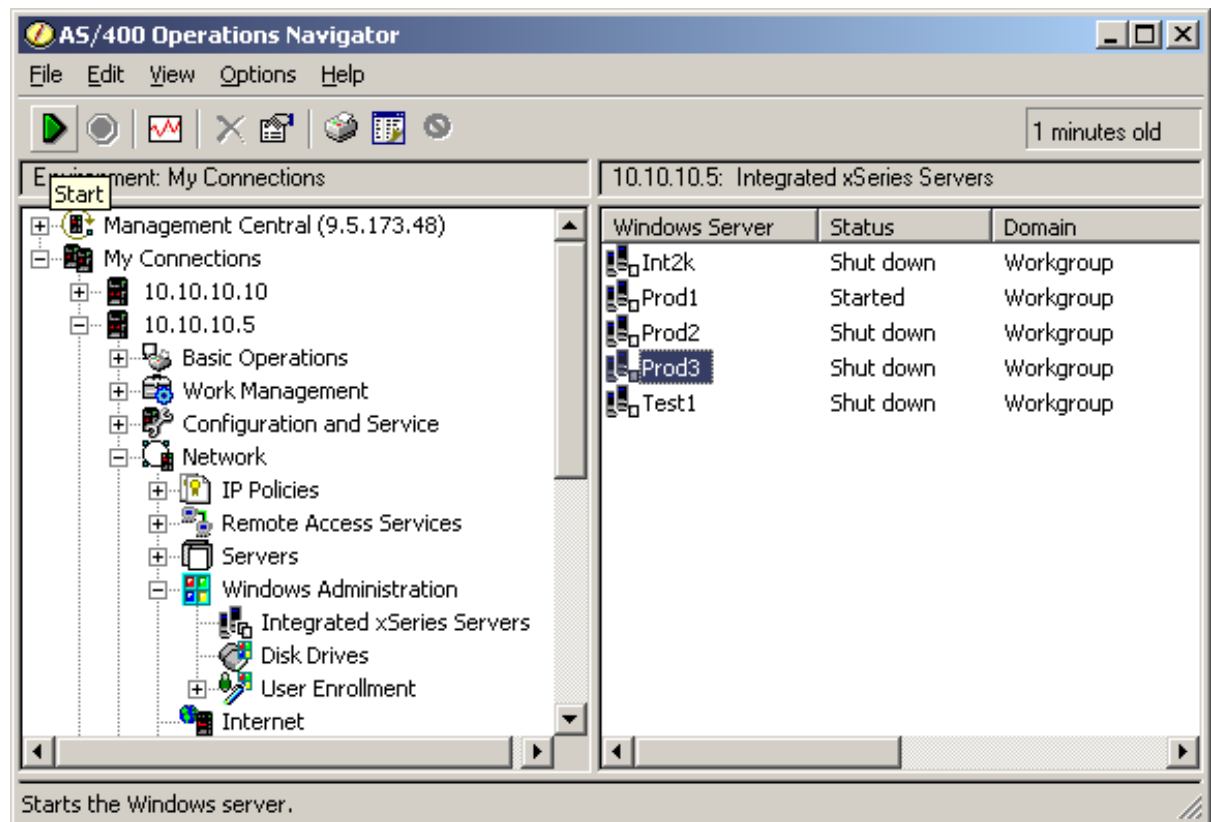 AS/400 Operations Navigator
File Edit View Options Help
1 minutes old
Environment: My Connections
10.10.10.5: Integrated xSeries Servers
Start
Management Central (9.5.173.48)
My Connections
10.10.10.10
10.10.10.5
Basic Operations
Work Management
Configuration and Service
Network
IP Policies
Remote Access Services
Servers
Windows Administration
Integrated xSeries Servers
Disk Drives
User Enrollment
Internet
Windows Server Status Domain
Int2k Shut down Workgroup
Prod1 Started Workgroup
Prod2 Shut down Workgroup
Prod3 Shut down Workgroup
Test1 Shut down Workgroup
Starts the Windows server.